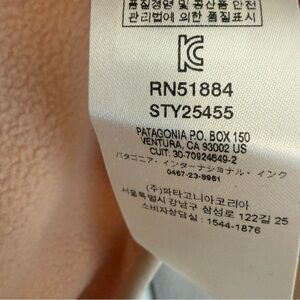 품질경영 및 공산품 안전
관리법에 의한 품질표시
RN51884
STY25455
PATAGONIA P.O. BOX 150
VENTURA, CA 93002 US
CUIT: 30-70924649-2
パタゴニア・インターナショナル・インク
0467-23-8961
(주)파타고니아코리아
서울특별시 강남구 삼성로 122길 25
소비자상담실 : 1544-1876